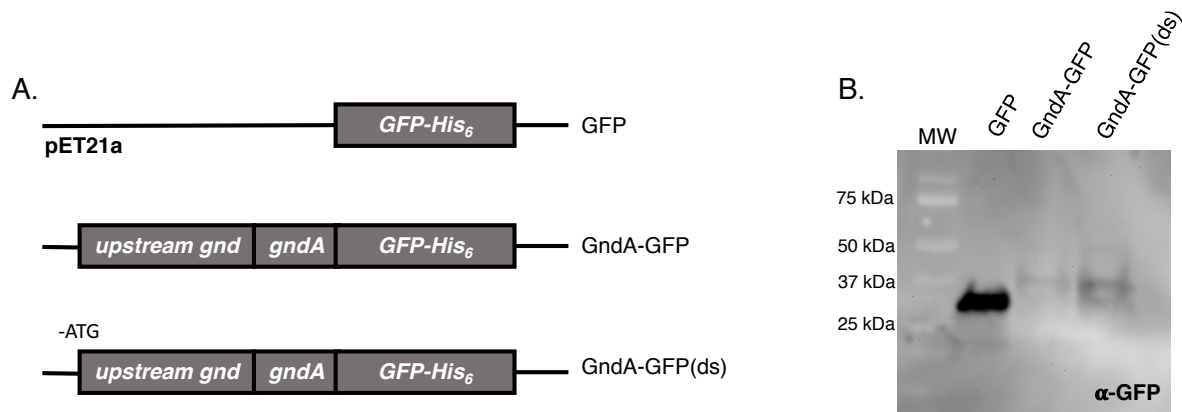 A.
GFP-His₆
GFP
pET21a
upstream gnd gndA GFP-His₆
GndA-GFP
-ATG
upstream gnd gndA GFP-His₆
GndA-GFP(ds)
B.
MW
GFP
GndA-GFP
GndA-GFP(ds)
75 kDa
50 kDa
37 kDa
25 kDa
α-GFP